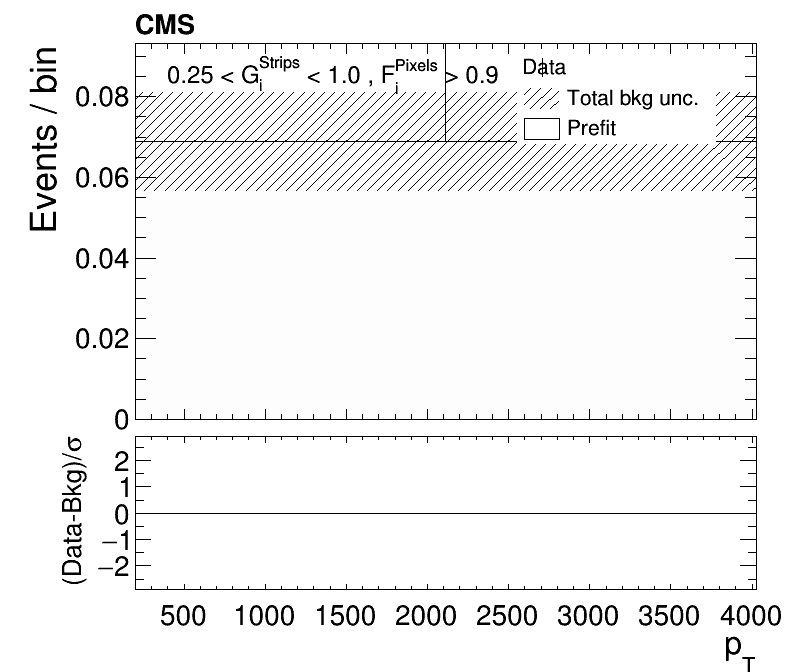 CMS
Events / bin
0.25 < G_i^Strips < 1.0 , F_i^Pixels > 0.9
Data
Total bkg unc.
Prefit
0.08
0.06
0.04
0.02
0
(Data-Bkg)/σ
2
1
0
−1
−2
500 1000 1500 2000 2500 3000 3500 4000
p_T